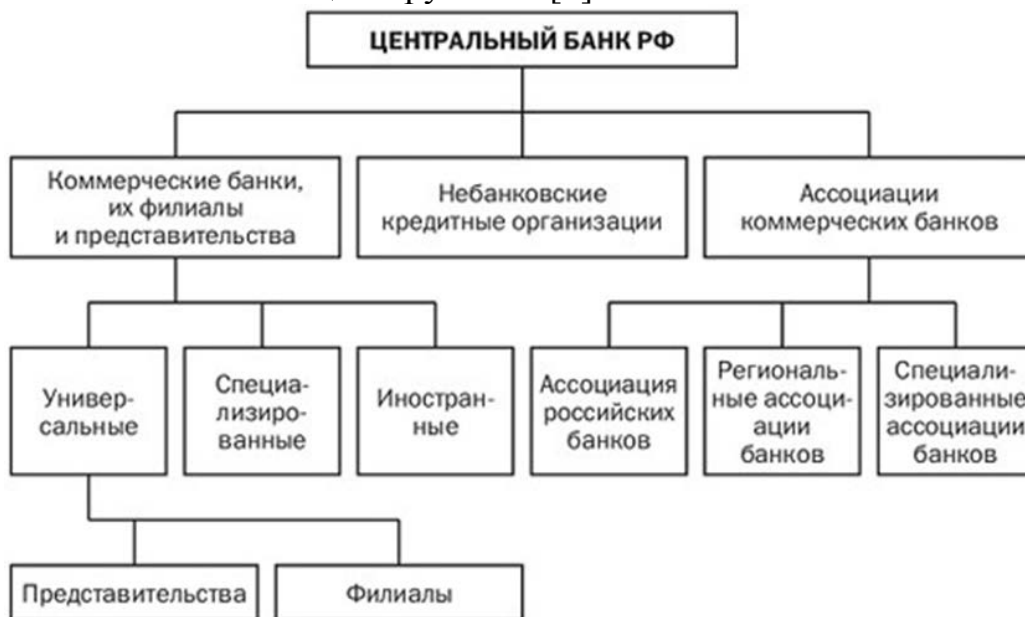 ЦЕНТРАЛЬНЫЙ БАНК РФ
Коммерческие банки,
их филиалы
и представительства
Небанковские
кредитные организации
Ассоциации
коммерческих банков
Универ-
сальные
Специа-
лизиро-
ванные
Иностран-
ные
Ассоциация
российских
банков
Региональ-
ные ассоци-
ации
банков
Специали-
зированные
ассоциации
банков
Представительства
Филиалы